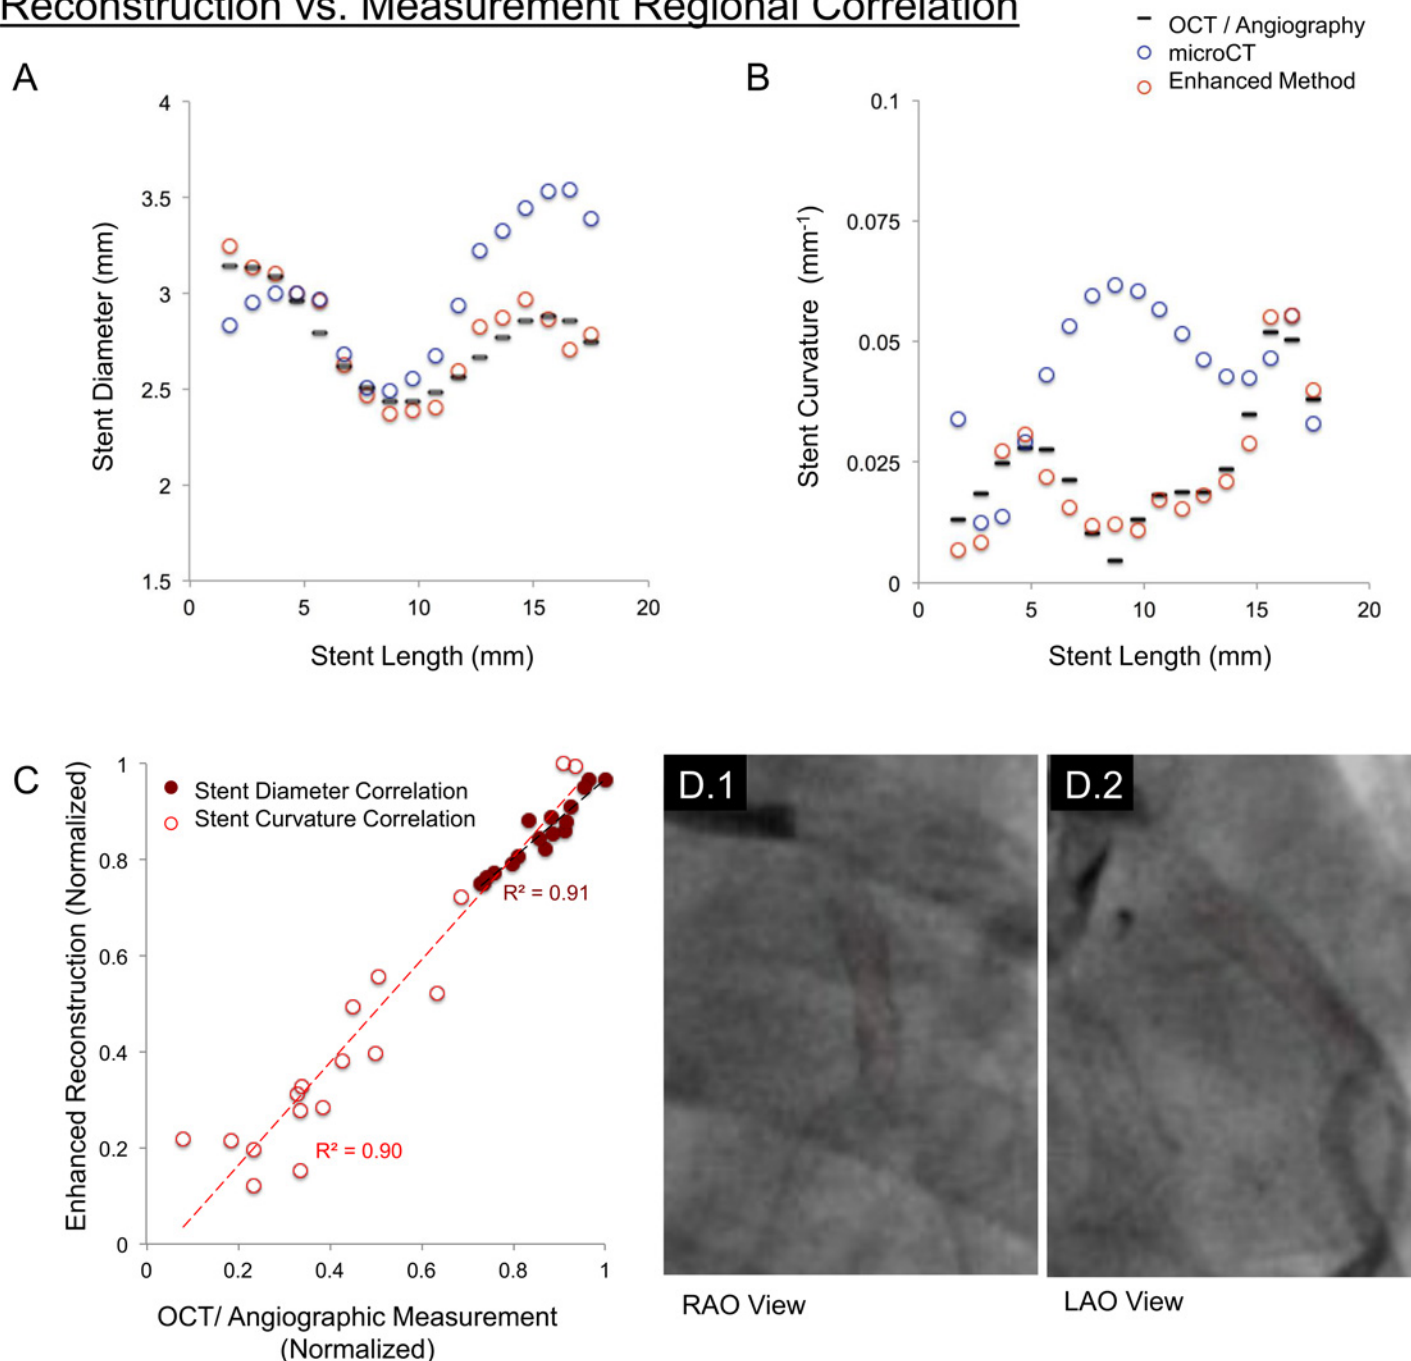 Reconstruction vs. Measurement Regional Correlation
OCT / Angiography
microCT
Enhanced Method
A
4
3.5
3
2.5
2
1.5
0
5
10
15
20
Stent Diameter (mm)
Stent Length (mm)
B
0.1
0.075
0.05
0.025
0
0
5
10
15
20
Stent Curvature (mm⁻¹)
Stent Length (mm)
C
Stent Diameter Correlation
Stent Curvature Correlation
1
0.8
0.6
0.4
0.2
0
0
0.2
0.4
0.6
0.8
1
R² = 0.91
R² = 0.90
Enhanced Reconstruction (Normalized)
OCT/ Angiographic Measurement
(Normalized)
D.1
RAO View
D.2
LAO View